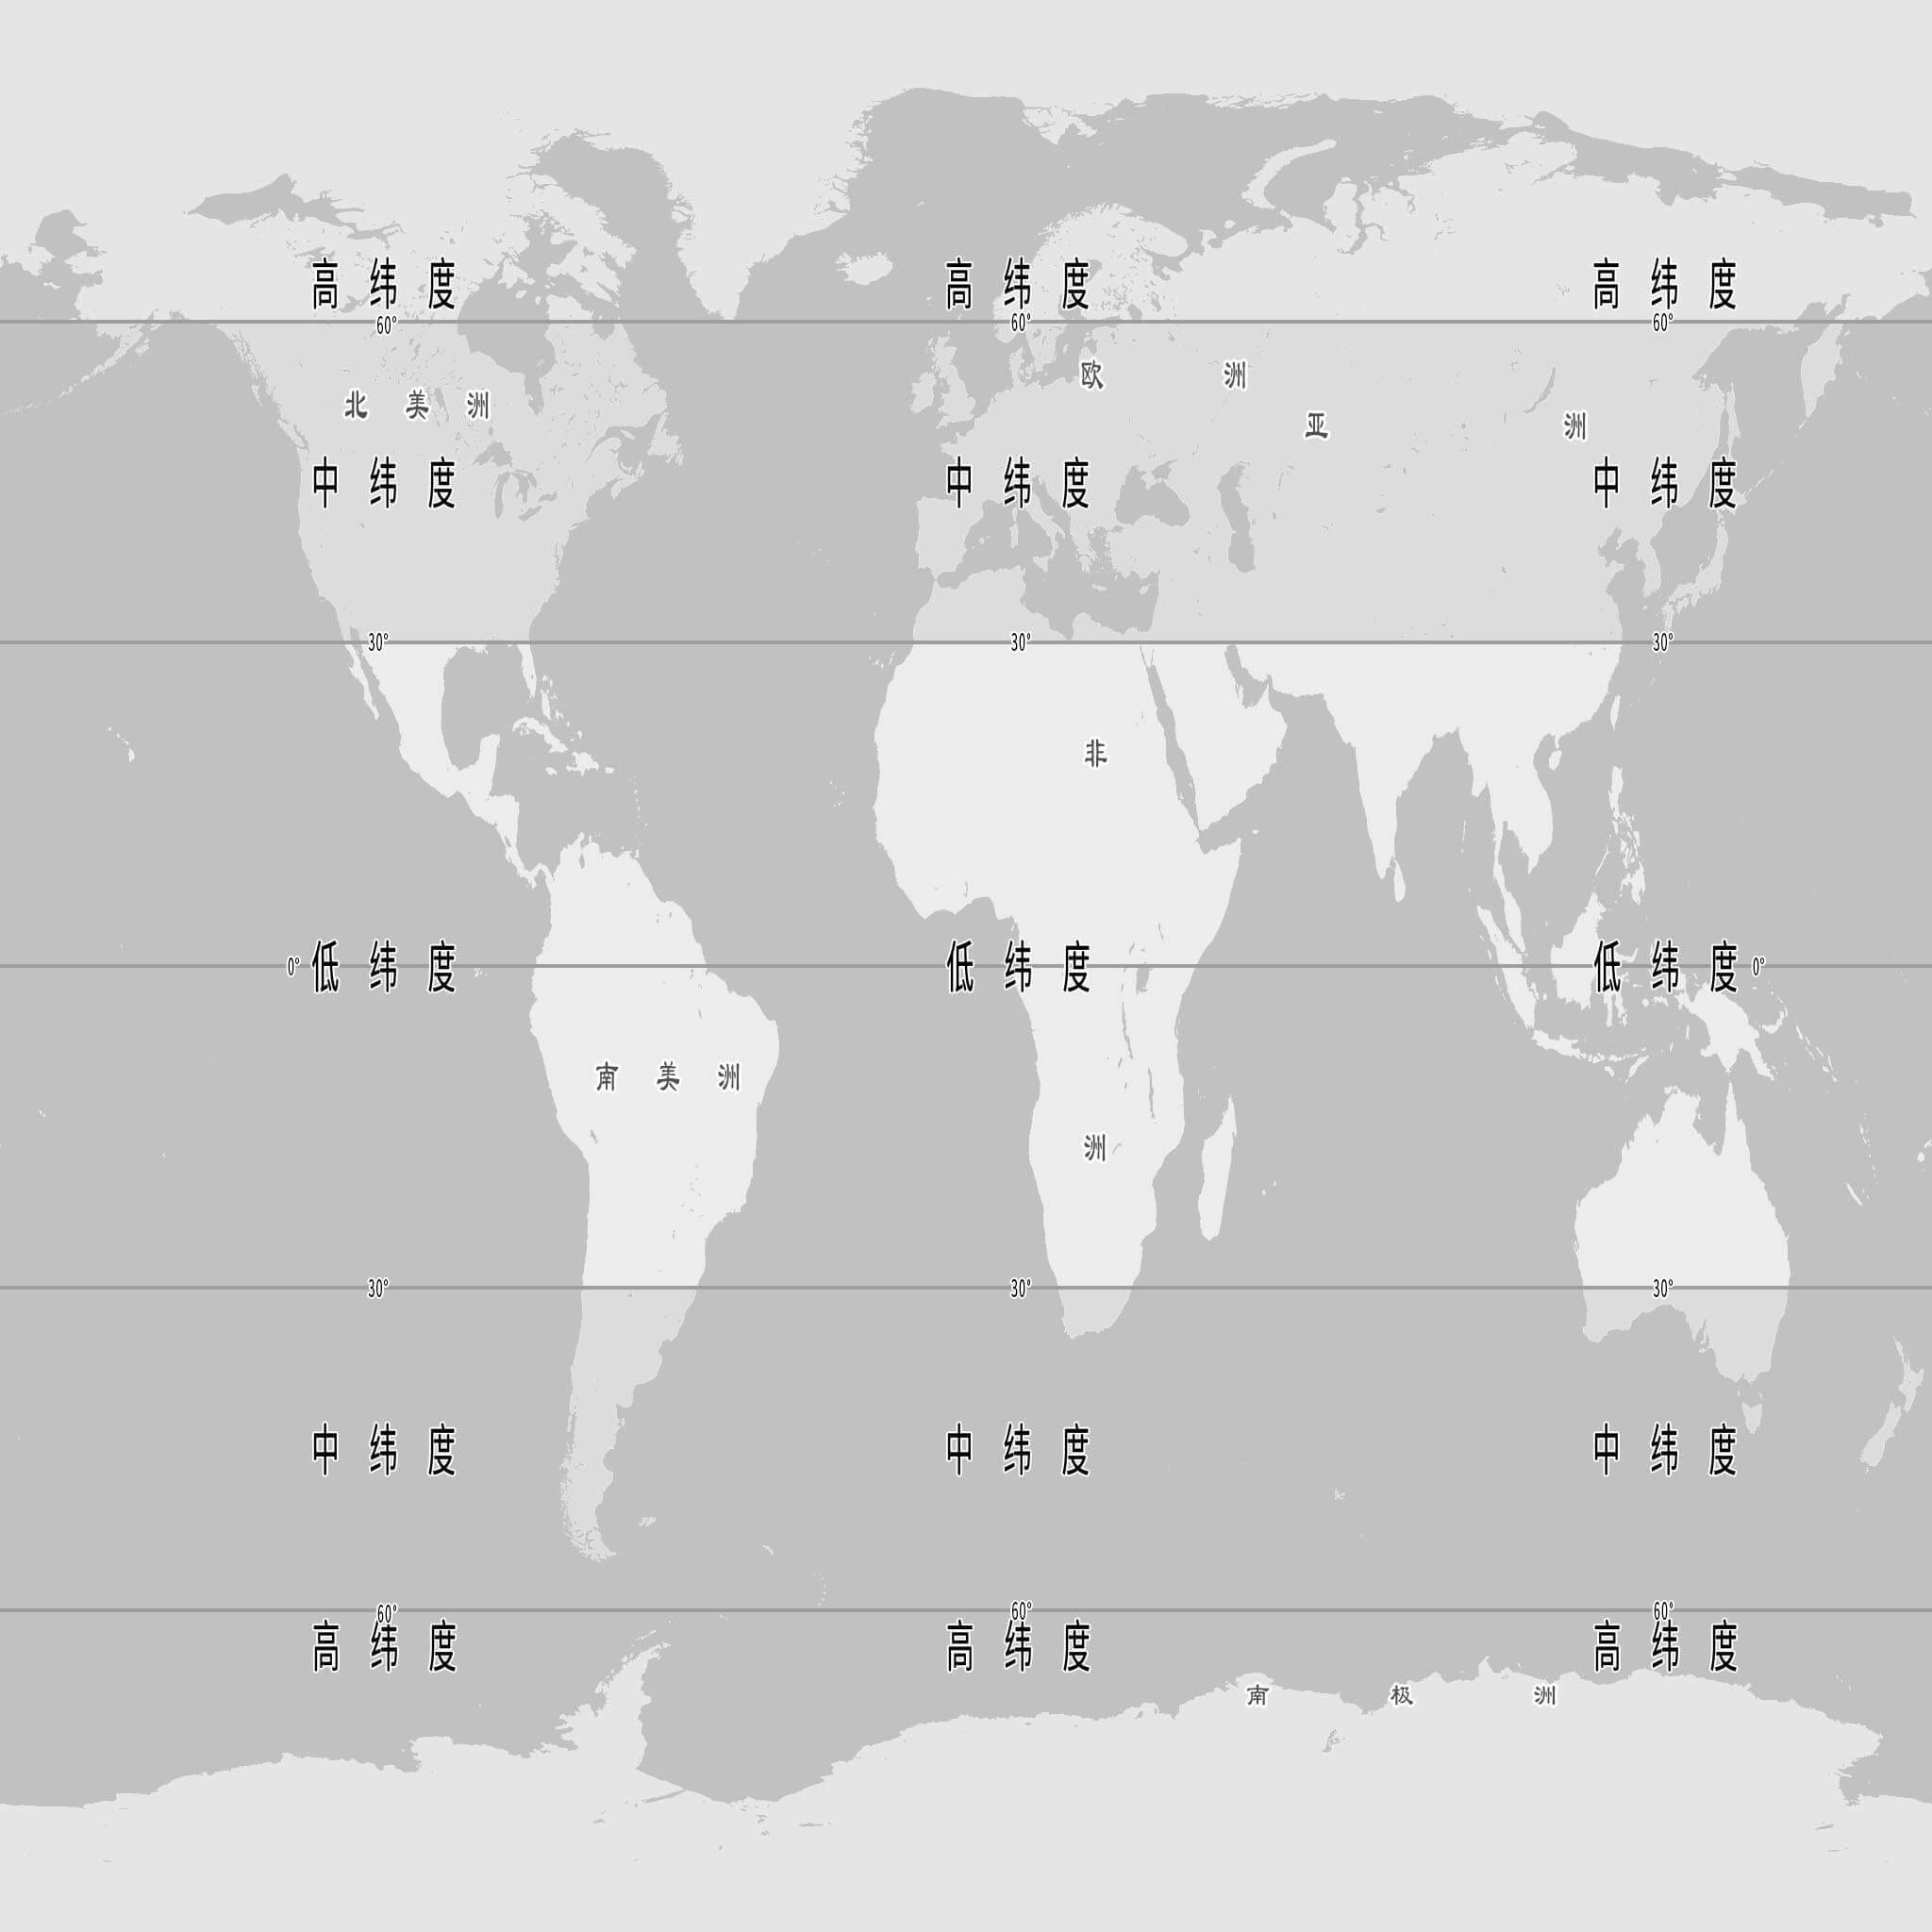 高纬度 高纬度 高纬度
60° 60° 60°
欧洲
北美洲
亚洲
中纬度 中纬度 中纬度
30° 30° 30°
非洲
0° 低纬度 低纬度 低纬度 0°
南美洲
30° 30° 30°
中纬度 中纬度 中纬度
60° 60° 60°
高纬度 高纬度 高纬度
南极洲